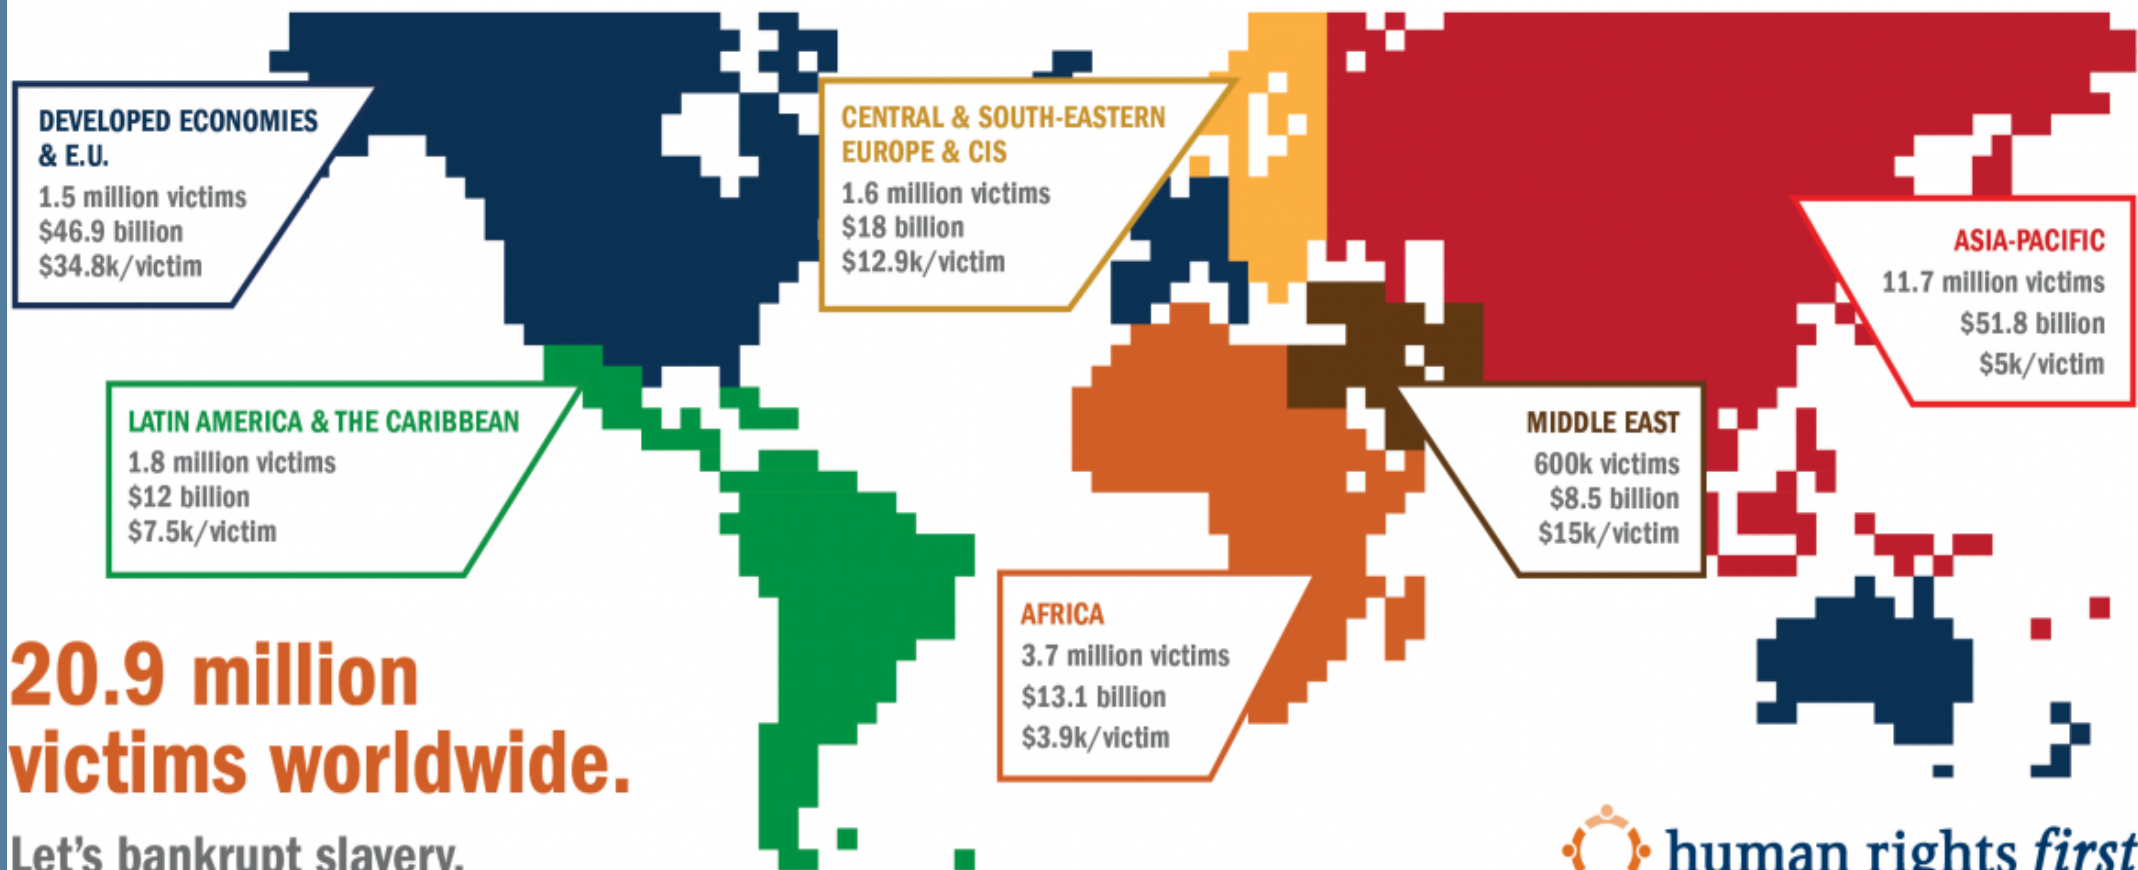 DEVELOPED ECONOMIES
& E.U.
1.5 million victims
$46.9 billion
$34.8k/victim
CENTRAL & SOUTH-EASTERN
EUROPE & CIS
1.6 million victims
$18 billion
$12.9k/victim
ASIA-PACIFIC
11.7 million victims
$51.8 billion
$5k/victim
LATIN AMERICA & THE CARIBBEAN
1.8 million victims
$12 billion
$7.5k/victim
MIDDLE EAST
600k victims
$8.5 billion
$15k/victim
AFRICA
3.7 million victims
$13.1 billion
$3.9k/victim
20.9 million
victims worldwide.
Let's bankrupt slavery.
human rights first